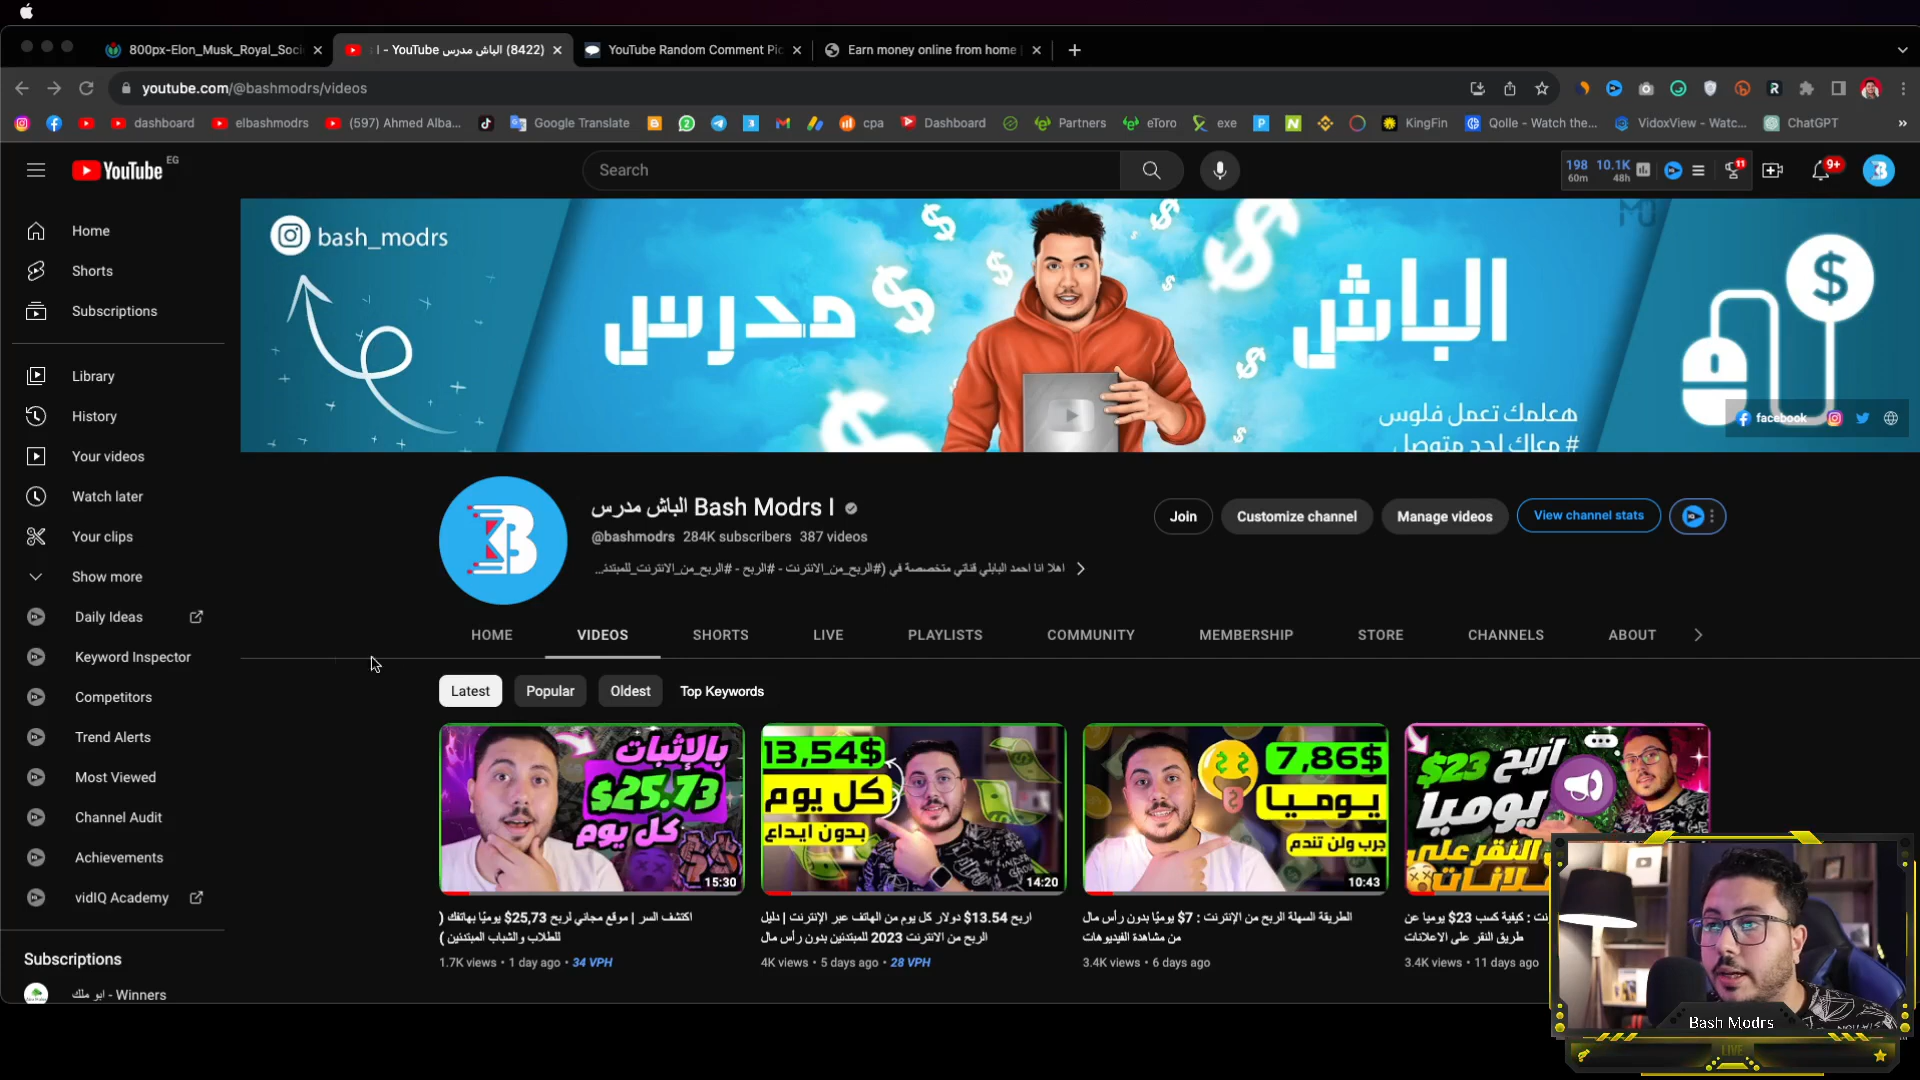 800px-Elon_Musk_Royal_Soci
(8422) الباش مدرس I - YouTube
YouTube Random Comment Pic
Earn money online from home
youtube.com/@bashmodrs/videos
dashboard
elbashmodrs
(597) Ahmed Alba...
Google Translate
cpa
Dashboard
Partners
eToro
exe
KingFin
Qolle - Watch the...
VidoxView - Watc...
ChatGPT
YouTube EG
Search
198 60m
10.1K 48h
11
9+
Home
Shorts
Subscriptions
Library
History
Your videos
Watch later
Your clips
Show more
Daily Ideas
Keyword Inspector
Competitors
Trend Alerts
Most Viewed
Channel Audit
Achievements
vidIQ Academy
Subscriptions
ابو ملك - Winners
bash_modrs
الباش مدرس
هعلمك تعمل فلوس
# معاك لحد متوصل
facebook
الباش مدرس Bash Modrs I
@bashmodrs 284K subscribers 387 videos
اهلا انا احمد البابلي قناتي متخصصة في (#الربح_من_الانترنت - #الربح - #الربح_من_الانترنت_للمبتدئ...
Join
Customize channel
Manage videos
View channel stats
HOME
VIDEOS
SHORTS
LIVE
PLAYLISTS
COMMUNITY
MEMBERSHIP
STORE
CHANNELS
ABOUT
Latest
Popular
Oldest
Top Keywords
بالإثبات
$25.73
كل يوم
15:30
13,54$
كل يوم
بدون ايداع
14:20
7,86$
يوميا
جرب ولن تندم
10:43
اربح $23
يوميا
النقر على
اكتشف السر | موقع مجاني لربح $25,73 يوميًا بهاتفك (
للطلاب والشباب المبتدئين )
1.7K views • 1 day ago • 34 VPH
اربح $13.54 دولار كل يوم من الهاتف عبر الإنترنت | دليل
الربح من الانترنت 2023 للمبتدئين بدون رأس مال
4K views • 5 days ago • 28 VPH
الطريقة السهلة الربح من الإنترنت : $7 يوميًا بدون رأس مال
من مشاهدة الفيديوهات
3.4K views • 6 days ago
نت : كيفية كسب $23 يوميا عن
طريق النقر على الاعلانات
3.4K views • 11 days ago
Bash Modrs
LIVE